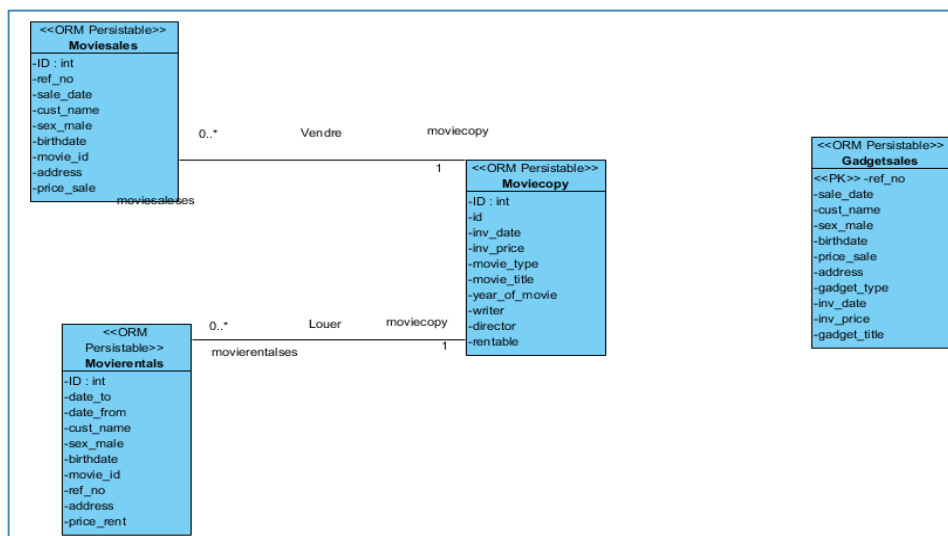 <<ORM Persistable>>
Moviesales
-ID : int
-ref_no
-sale_date
-cust_name
-sex_male
-birthdate
-movie_id
-address
-price_sale
0..*
Vendre
moviecopy
1
moviesaleses
<<ORM Persistable>>
Moviecopy
-ID : int
-id
-inv_date
-inv_price
-movie_type
-movie_title
-year_of_movie
-writer
-director
-rentable
<<ORM Persistable>>
Gadgetsales
<<PK>> -ref_no
-sale_date
-cust_name
-sex_male
-birthdate
-price_sale
-address
-gadget_type
-inv_date
-inv_price
-gadget_title
0..*
Louer
moviecopy
1
movierentalses
<<ORM
Persistable>>
Movierentals
-ID : int
-date_to
-date_from
-cust_name
-sex_male
-birthdate
-movie_id
-ref_no
-address
-price_rent